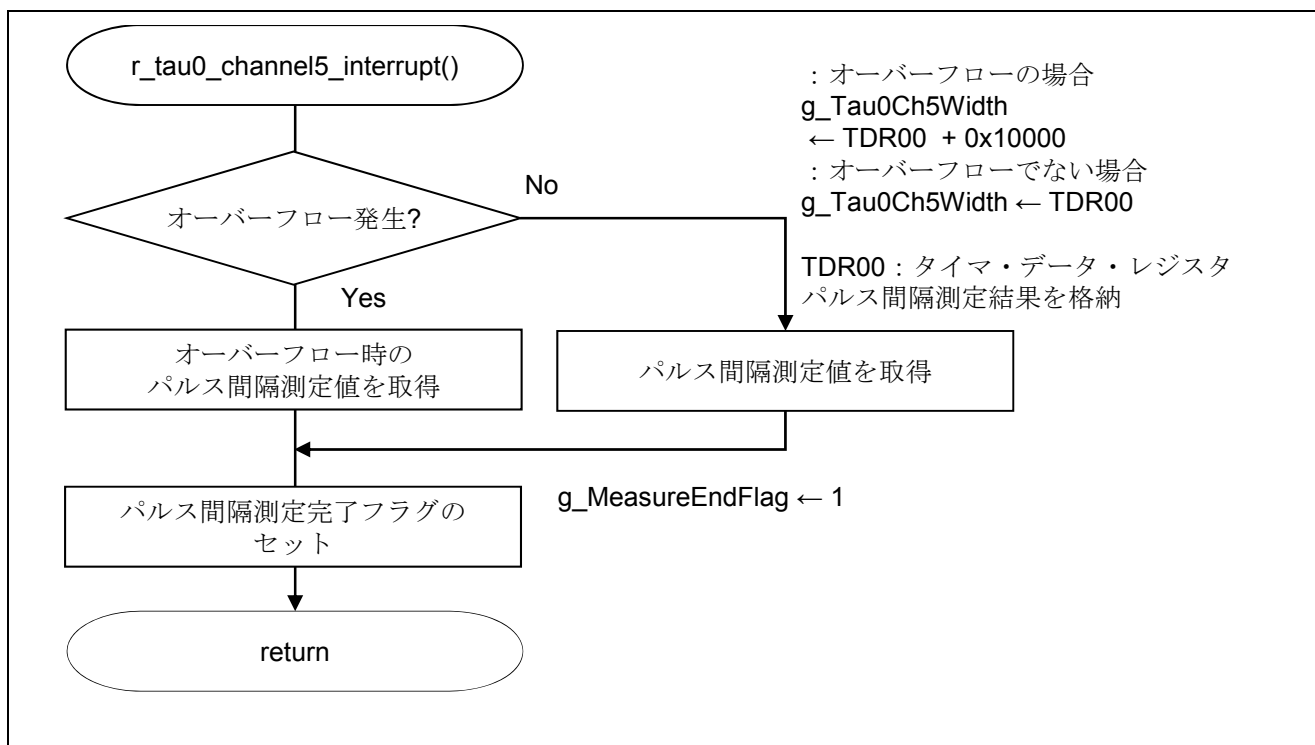 r_tau0_channel5_interrupt()
：オーバーフローの場合
g_Tau0Ch5Width
← TDR00 + 0x10000
：オーバーフローでない場合
g_Tau0Ch5Width ← TDR00
オーバーフロー発生?
No
Yes
TDR00：タイマ・データ・レジスタ
パルス間隔測定結果を格納
オーバーフロー時の
パルス間隔測定値を取得
パルス間隔測定値を取得
パルス間隔測定完了フラグの
セット
g_MeasureEndFlag ← 1
return